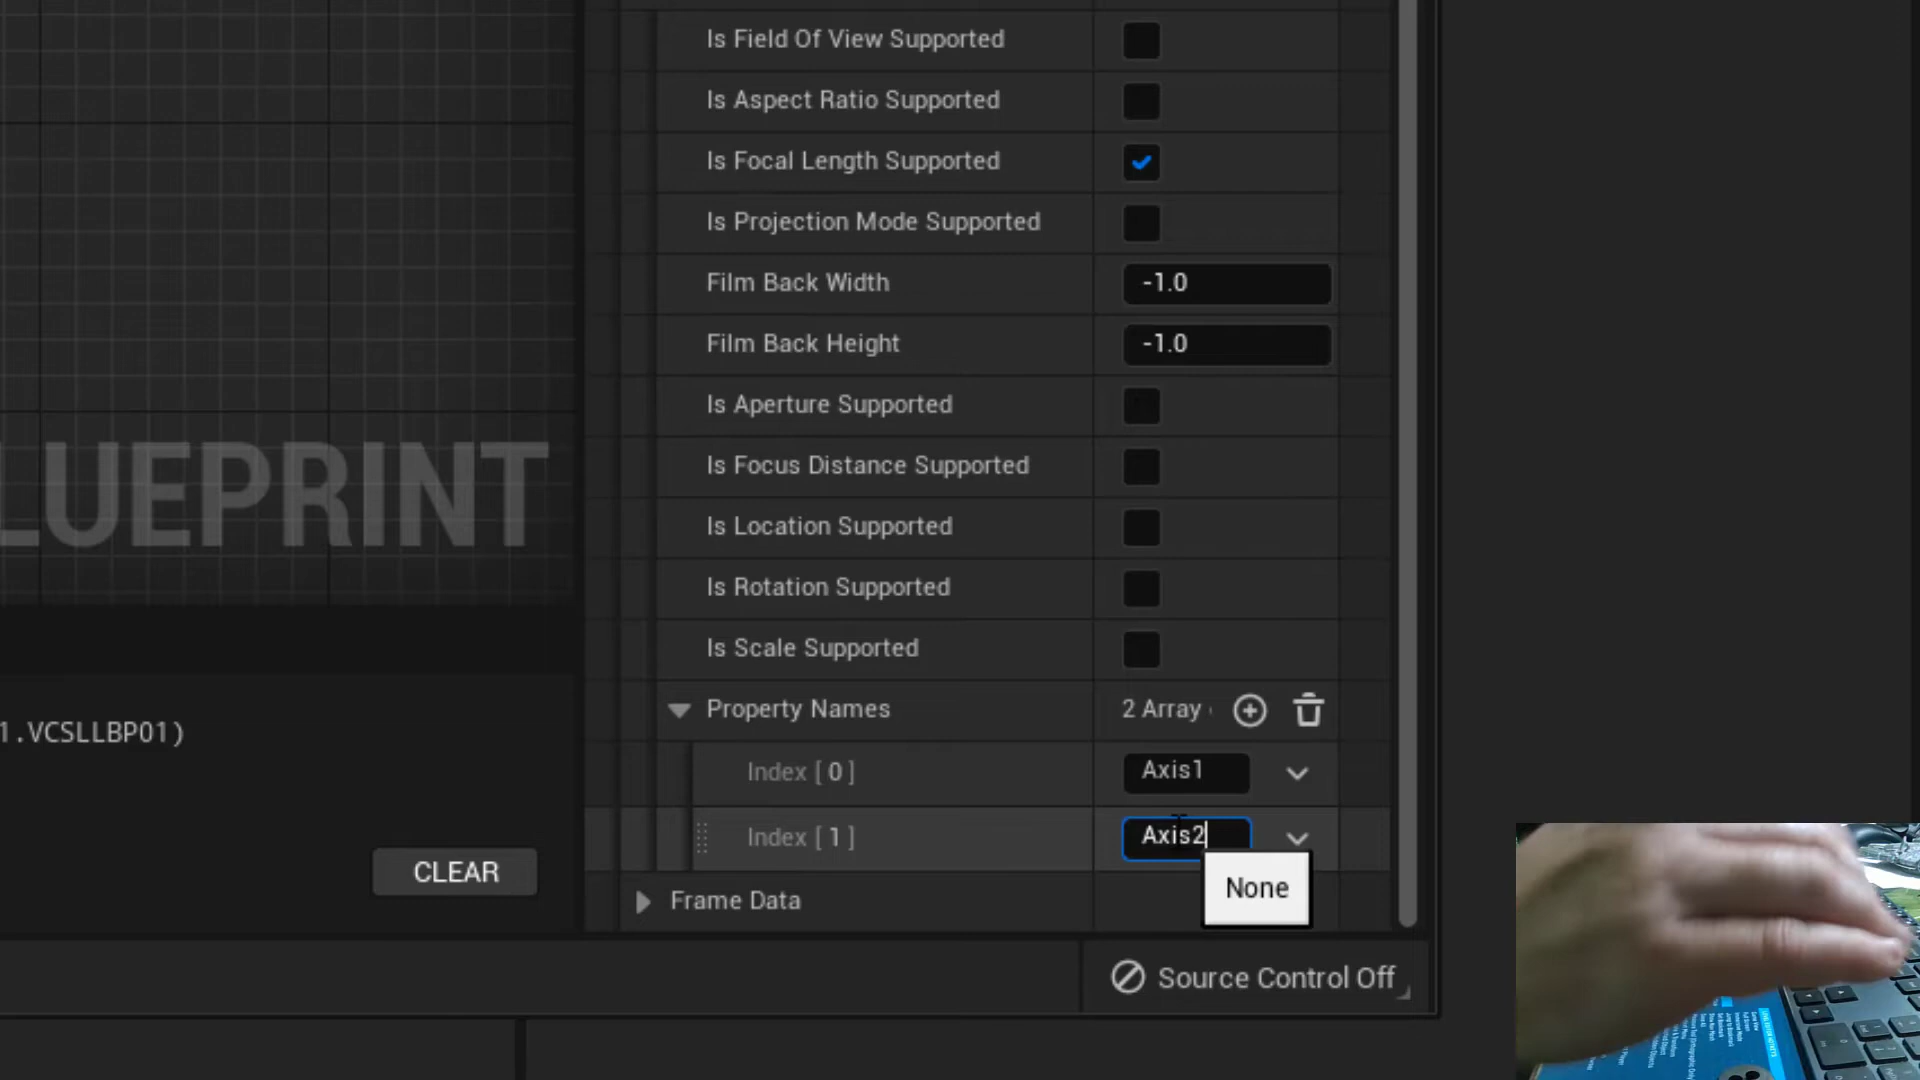 Is Field Of View Supported
Is Aspect Ratio Supported
Is Focal Length Supported
Is Projection Mode Supported
Film Back Width -1.0
Film Back Height -1.0
Is Aperture Supported
LUEPRINT
Is Focus Distance Supported
Is Location Supported
Is Rotation Supported
Is Scale Supported
Property Names 2 Array
1.VCSLLBP01)
Index [ 0 ] Axis1
Index [ 1 ] Axis2
CLEAR
None
Frame Data
Source Control Off